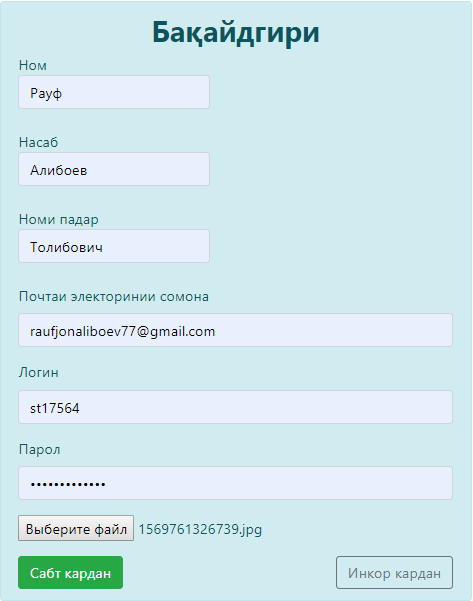 Бақайдгири
Ном
Рауф
Насаб
Алибоев
Номи падар
Толибович
Почтаи электоринии сомона
raufjonaliboev77@gmail.com
Логин
st17564
Парол
•••••••••••••
Выберите файл 1569761326739.jpg
Сабт кардан Инкор кардан